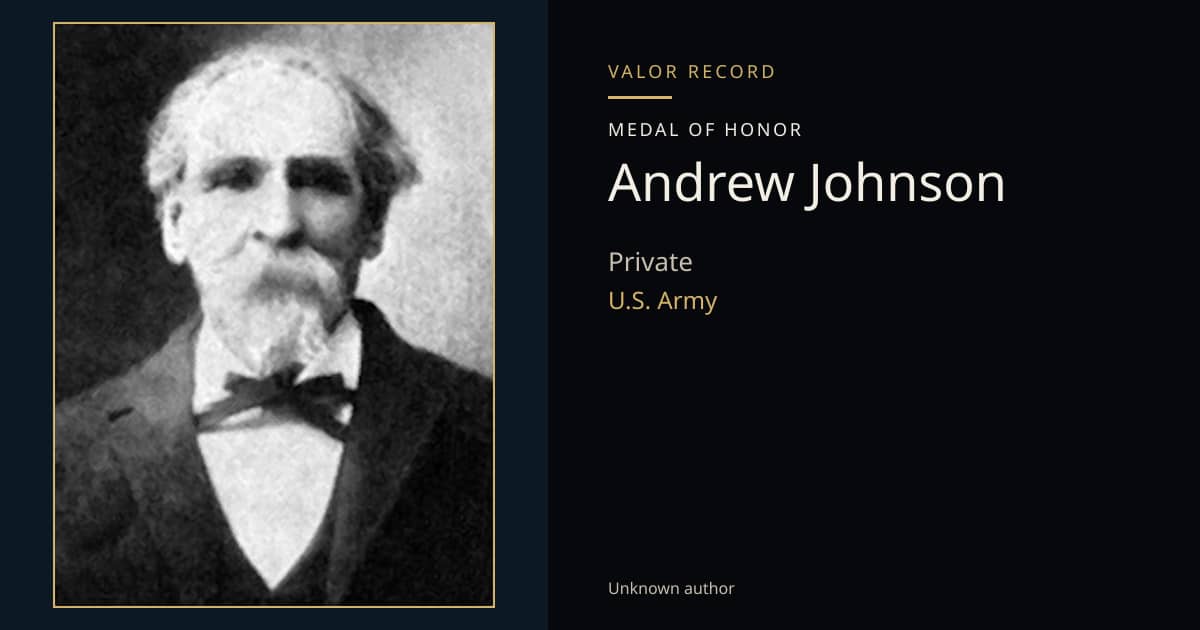 VALOR RECORD
MEDAL OF HONOR
Andrew Johnson
Private
U.S. Army
Unknown author